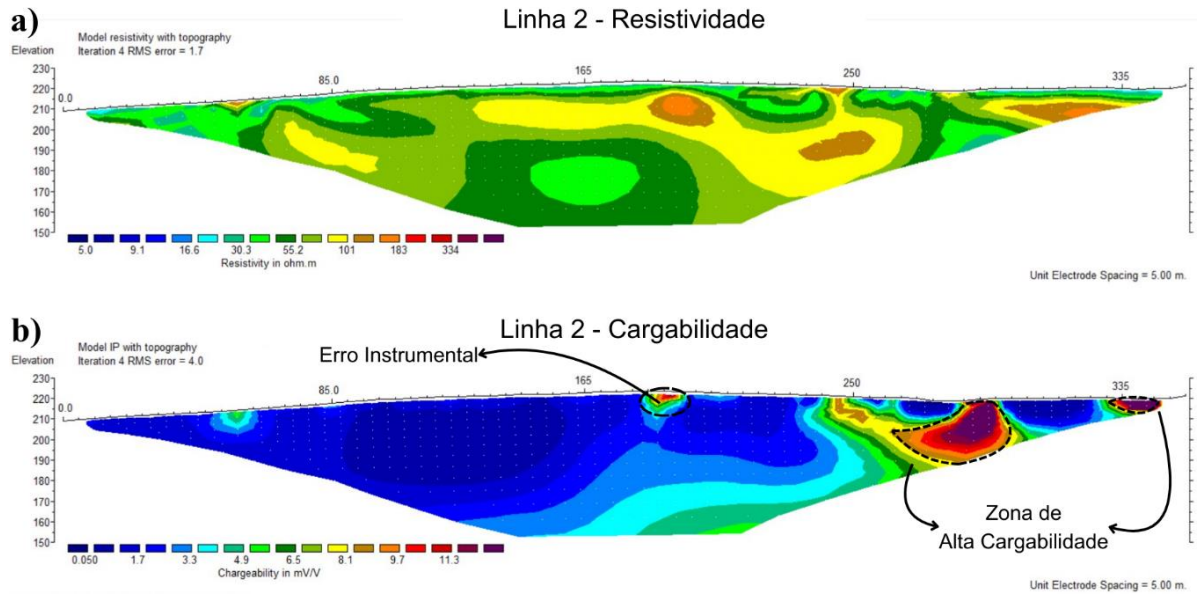 a)
Linha 2 - Resistividade
Model resistivity with topography
Elevation
Iteration 4 RMS error = 1.7
230
220
210
200
190
180
170
160
150
0.0
85.0
165
250
335
5.0 9.1 16.6 30.3 55.2 101 183 334
Resistivity in ohm.m
Unit Electrode Spacing = 5.00 m.
b)
Linha 2 - Cargabilidade
Model IP with topography
Erro Instrumental
Elevation
Iteration 4 RMS error = 4.0
230
220
210
200
190
180
170
160
150
0.0
85.0
165
250
335
Zona de
Alta Cargabilidade
0.050 1.7 3.3 4.9 6.5 8.1 9.7 11.3
Chargeability in mV/V
Unit Electrode Spacing = 5.00 m.